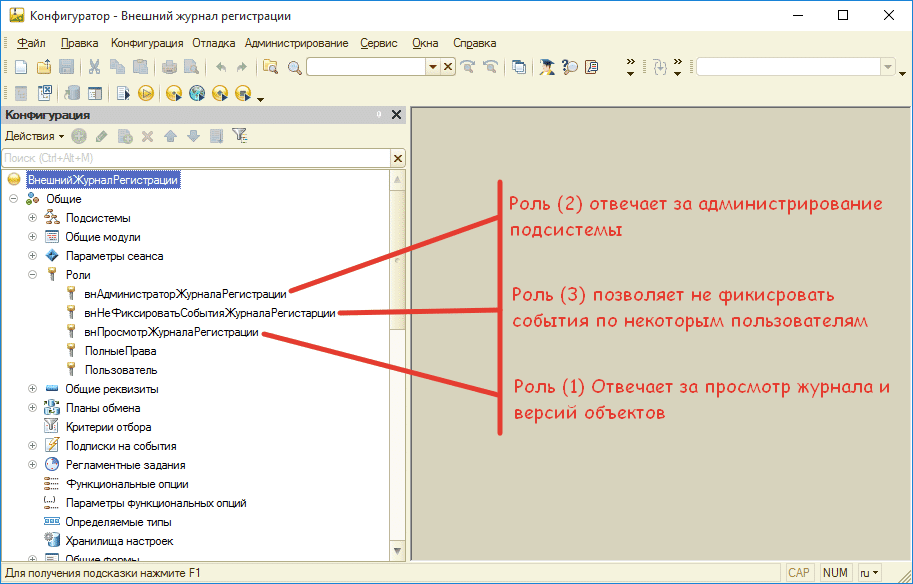 Конфигуратор - Внешний журнал регистрации
Файл Правка Конфигурация Отладка Администрирование Сервис Окна Справка
Конфигурация
Действия
Поиск (Ctrl+Alt+M)
ВнешнийЖурналРегистрации
Общие
Подсистемы
Общие модули
Параметры сеанса
Роли
внАдминистраторЖурналаРегистрации
внНеФиксироватьСобытияЖурналаРегистарции
внПросмотрЖурналаРегистрации
ПолныеПрава
Пользователь
Общие реквизиты
Планы обмена
Критерии отбора
Подписки на события
Регламентные задания
Функциональные опции
Параметры функциональных опций
Определяемые типы
Хранилища настроек
Общие формы
Роль (2) отвечает за администрирование
подсистемы
Роль (3) позволяет не фикисровать
события по некоторым пользователям
Роль (1) Отвечает за просмотр журнала и
версий объектов
Для получения подсказки нажмите F1
CAP NUM ru